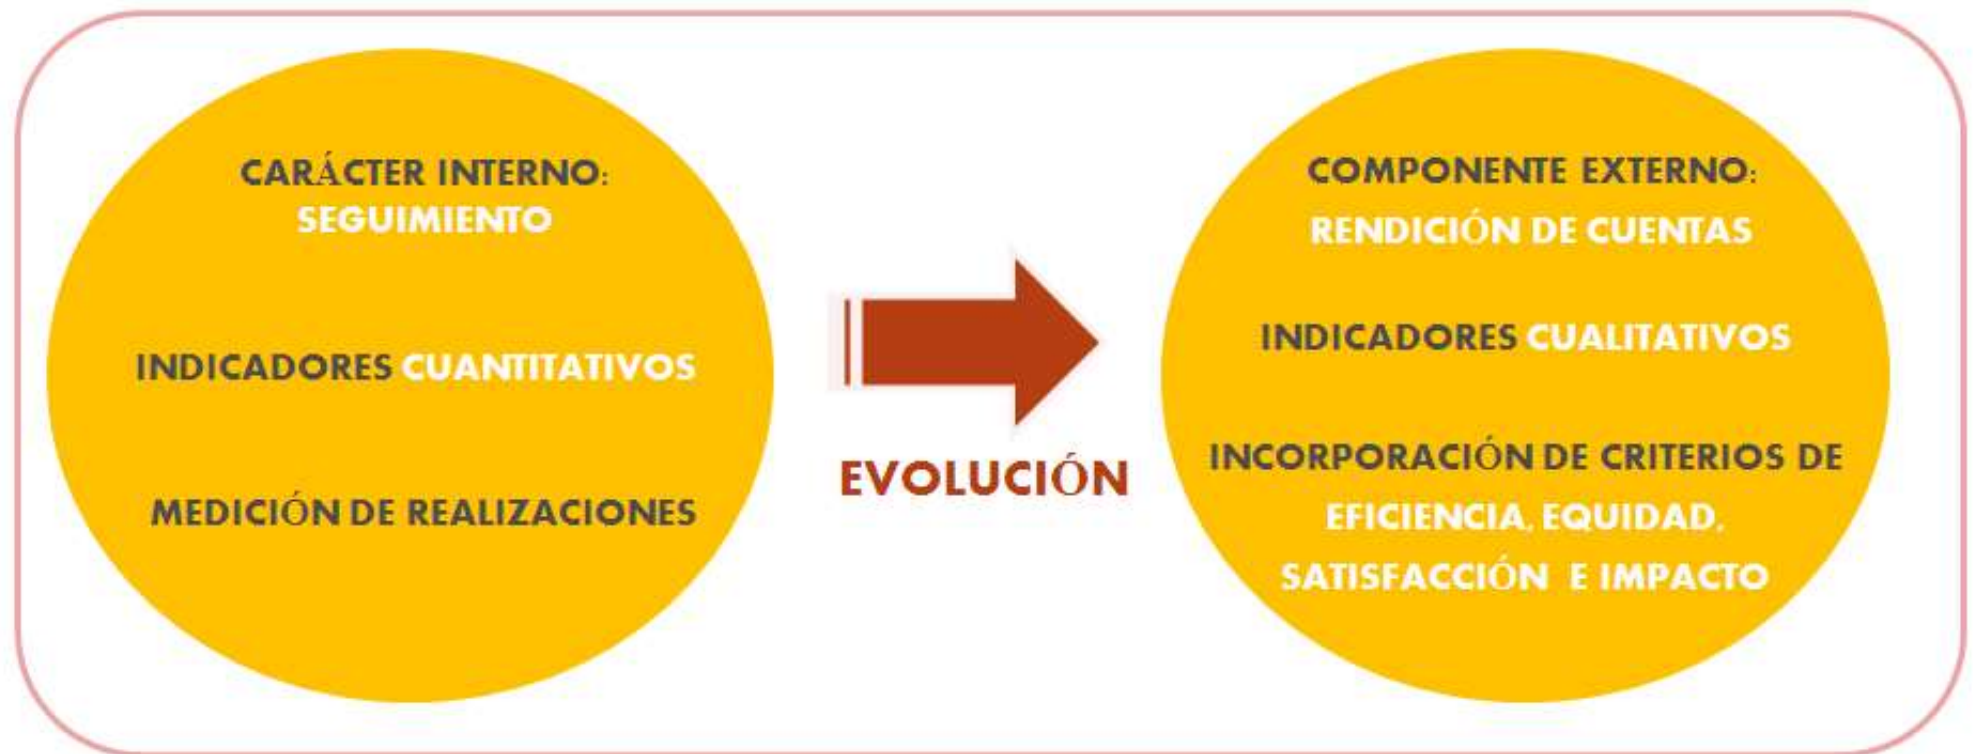 CARÁCTER INTERNO:
SEGUIMIENTO
INDICADORES CUANTITATIVOS
MEDICIÓN DE REALIZACIONES
EVOLUCIÓN
COMPONENTE EXTERNO:
RENDICIÓN DE CUENTAS
INDICADORES CUALITATIVOS
INCORPORACIÓN DE CRITERIOS DE
EFICIENCIA, EQUIDAD,
SATISFACCIÓN E IMPACTO